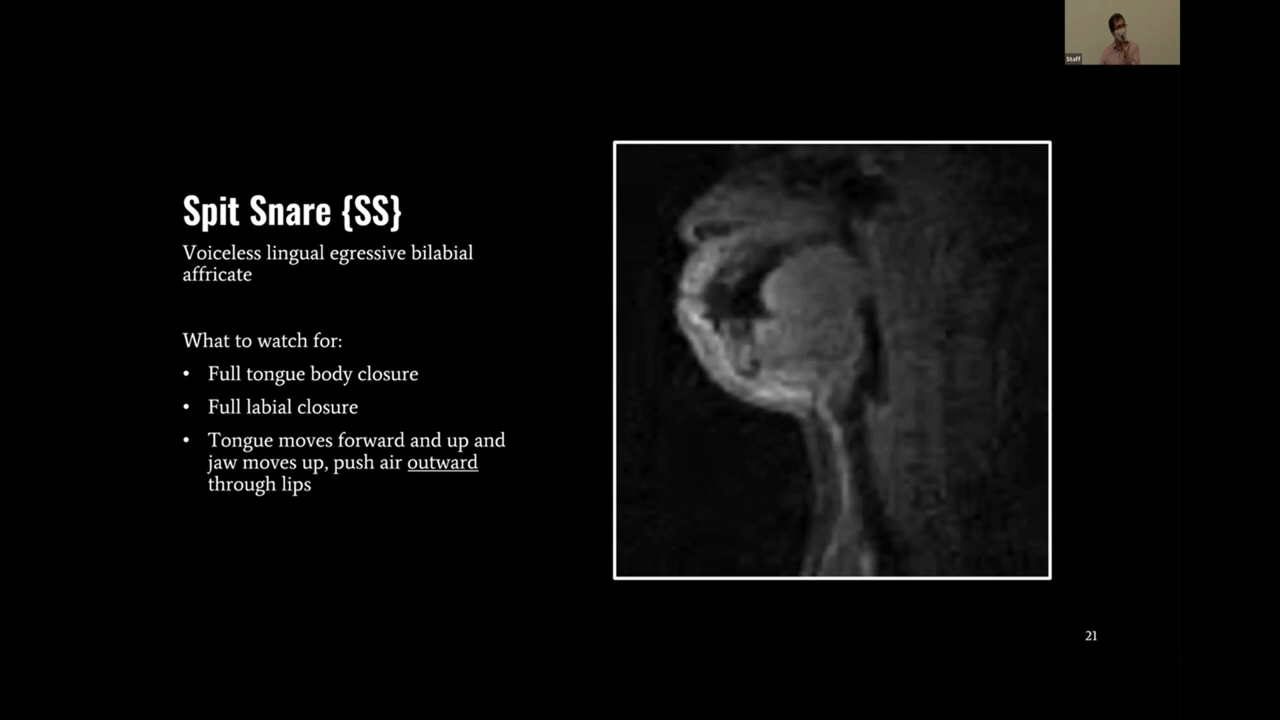 Staff
Spit Snare {SS}
Voiceless lingual egressive bilabial
affricate
What to watch for:
• Full tongue body closure
• Full labial closure
• Tongue moves forward and up and
jaw moves up, push air outward
through lips
21